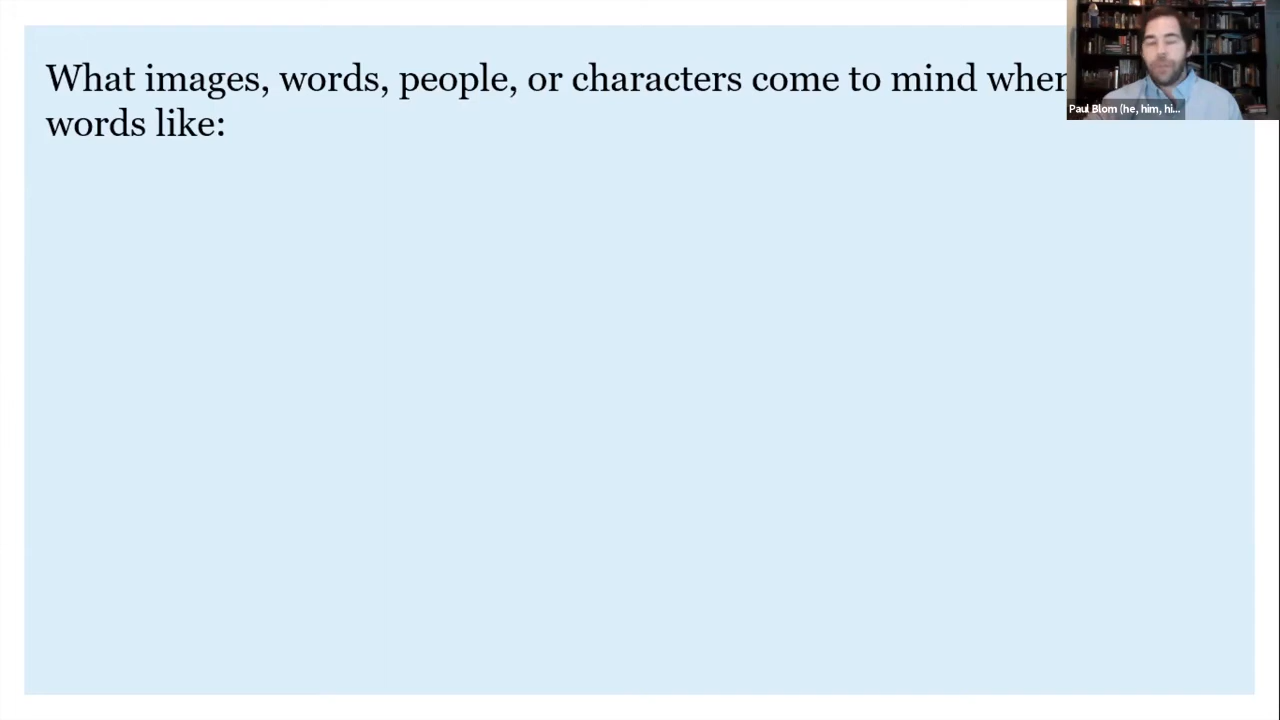 What images, words, people, or characters come to mind when
words like:
Paul Blom (he, him, hi...